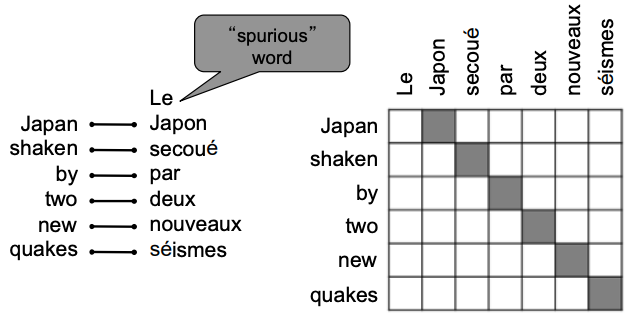 “spurious”
word
Le
Japan Japon
shaken secoué
by par
two deux
new nouveaux
quakes séismes
Le Japon secoué par deux nouveaux séismes
Japan
shaken
by
two
new
quakes